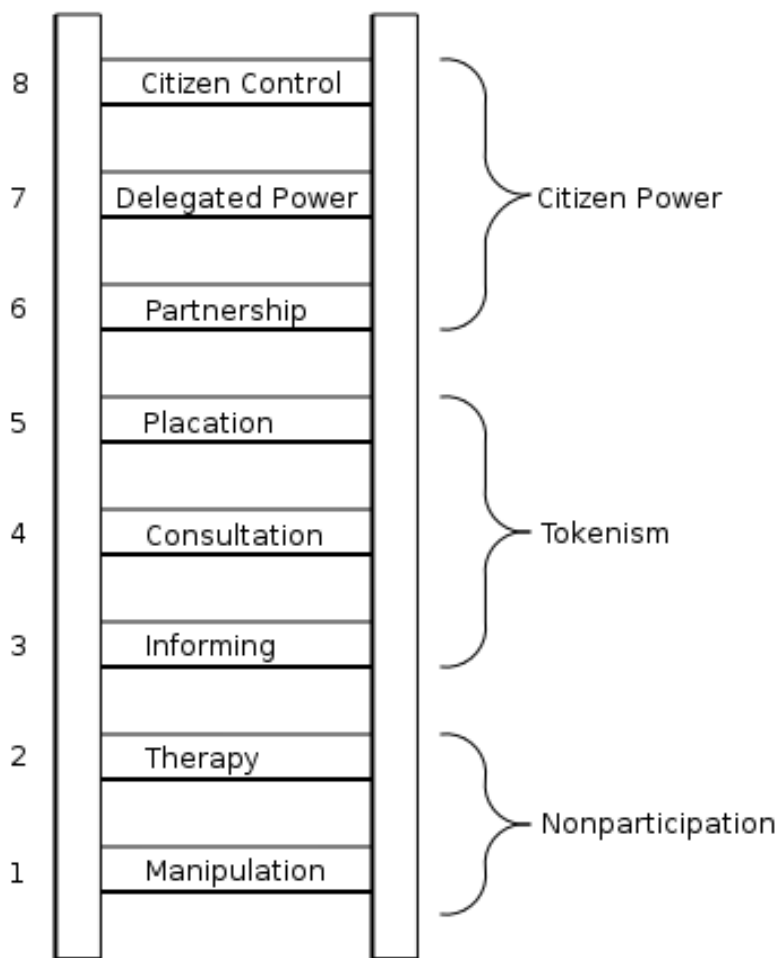 8 Citizen Control
7 Delegated Power
Citizen Power
6 Partnership
5 Placation
4 Consultation
Tokenism
3 Informing
2 Therapy
Nonparticipation
1 Manipulation